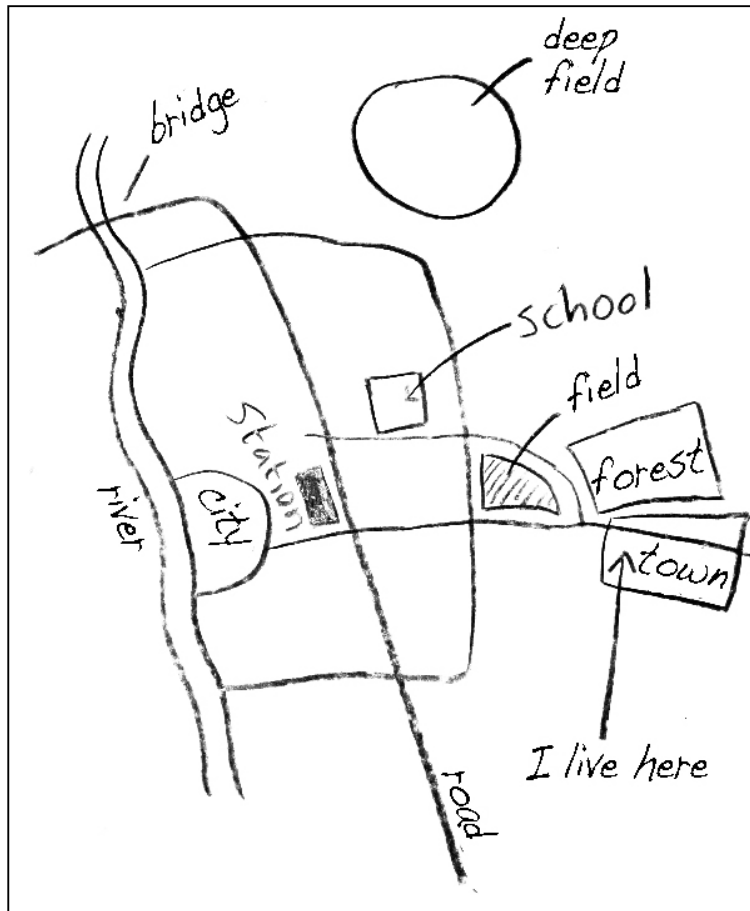 deep
field
bridge
school
field
Station
forest
river
city
town
I live here
road